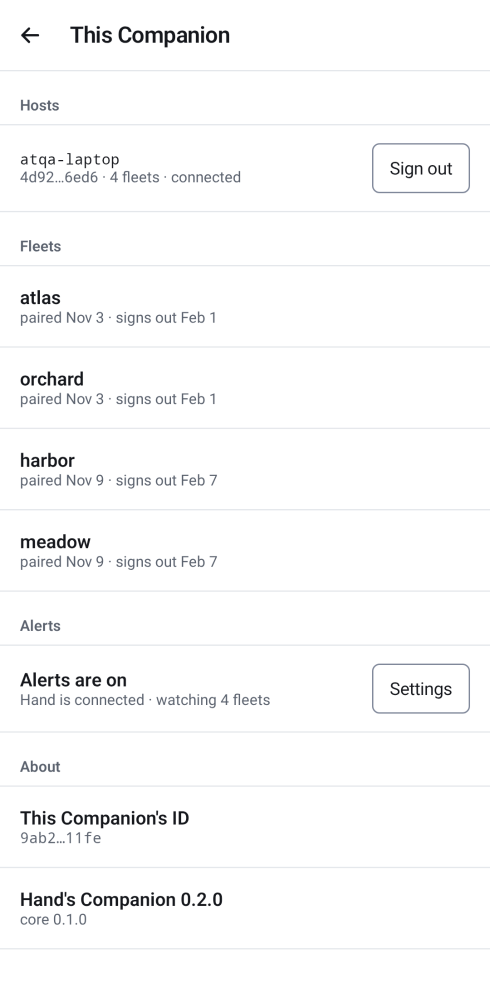 This Companion
Hosts
atqa-laptop
4d92…6ed6 · 4 fleets · connected
Sign out
Fleets
atlas
paired Nov 3 · signs out Feb 1
orchard
paired Nov 3 · signs out Feb 1
harbor
paired Nov 9 · signs out Feb 7
meadow
paired Nov 9 · signs out Feb 7
Alerts
Alerts are on
Hand is connected · watching 4 fleets
Settings
About
This Companion's ID
9ab2…11fe
Hand's Companion 0.2.0
core 0.1.0